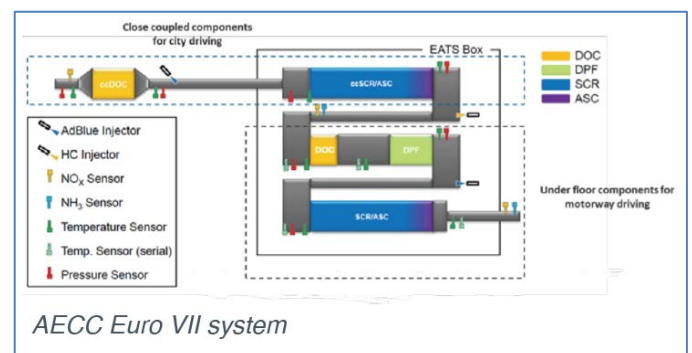 Close coupled components
for city driving
EATS Box
DOC
DPF
SCR
ASC
ccDOC
ccSCR/ASC
AdBlue Injector
HC Injector
NOX Sensor
NH3 Sensor
Temperature Sensor
Temp. Sensor (serial)
Pressure Sensor
DOC
DPF
Under floor components for
motorway driving
SCR/ASC
AECC Euro VII system